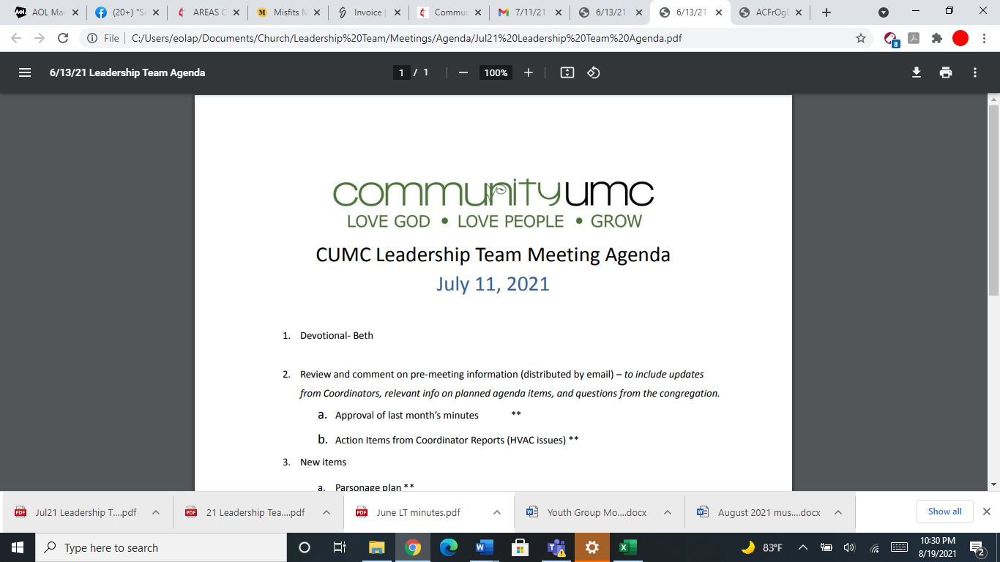 AOL Mai
(20+) "Se
AREAS C
Misfits M
Invoice |
Commun
7/11/21
6/13/21
6/13/21
ACFrOgI
File
C:/Users/eolap/Documents/Church/Leadership%20Team/Meetings/Agenda/Jul21%20Leadership%20Team%20Agenda.pdf
8
6/13/21 Leadership Team Agenda
1 / 1
100%
communityumc
LOVE GOD • LOVE PEOPLE • GROW
CUMC Leadership Team Meeting Agenda
July 11, 2021
1. Devotional- Beth
2. Review and comment on pre-meeting information (distributed by email) – to include updates
from Coordinators, relevant info on planned agenda items, and questions from the congregation.
a. Approval of last month's minutes **
b. Action Items from Coordinator Reports (HVAC issues) **
3. New items
a. Parsonage plan **
Jul21 Leadership T....pdf
21 Leadership Tea....pdf
June LT minutes.pdf
Youth Group Mo....docx
August 2021 mus....docx
Show all
Type here to search
83°F
10:30 PM
8/19/2021
2